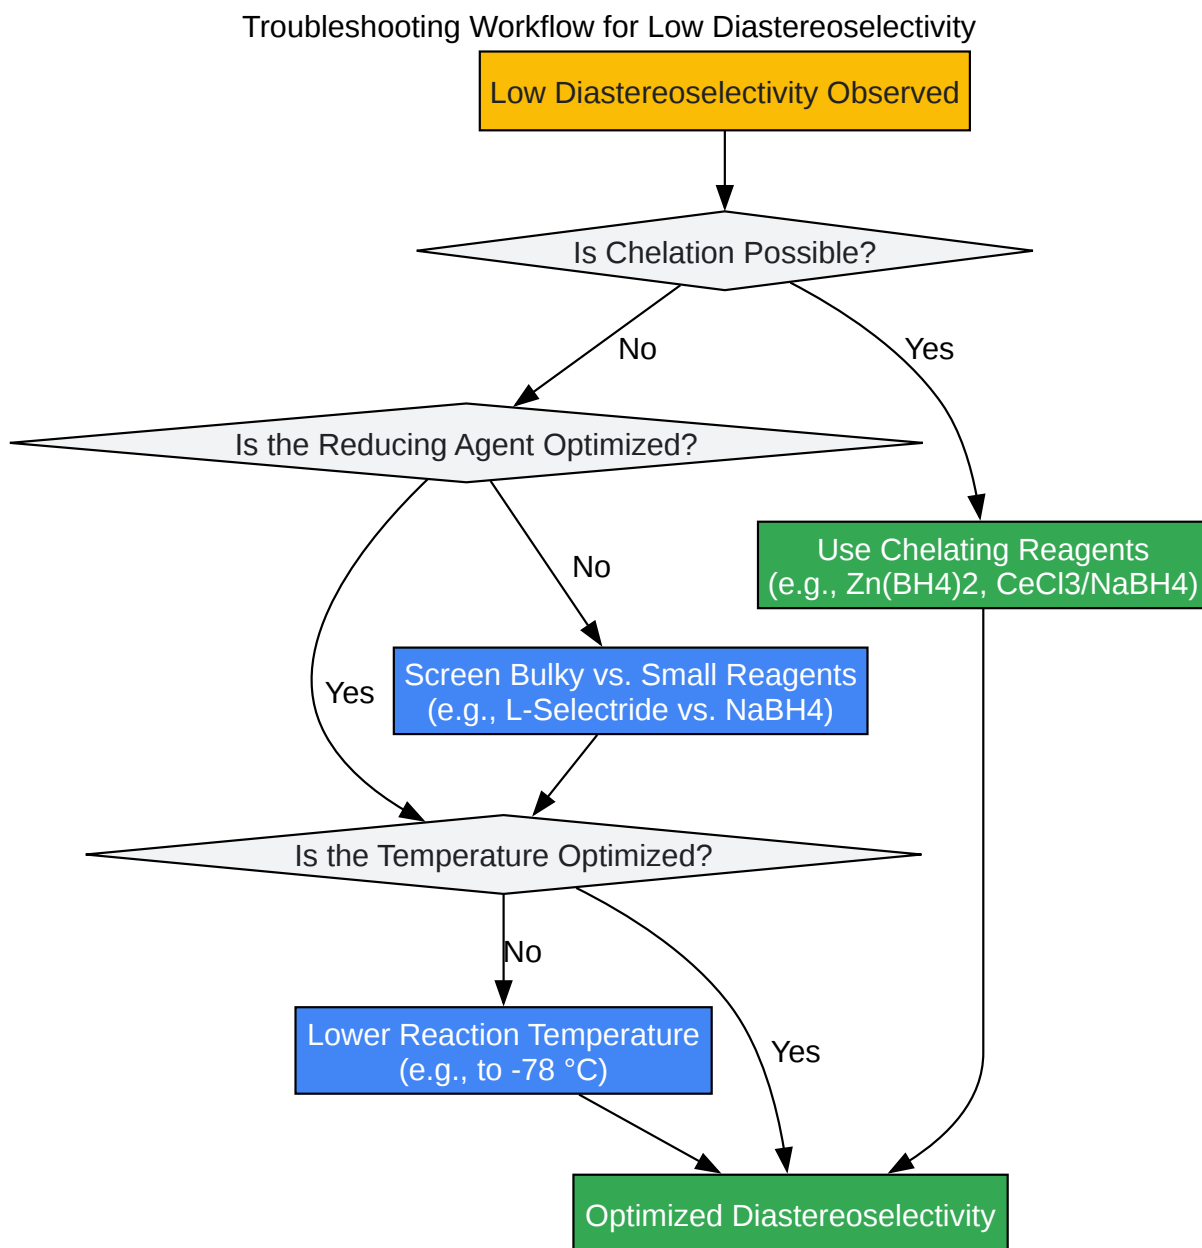 Troubleshooting Workflow for Low Diastereoselectivity
Low Diastereoselectivity Observed
Is Chelation Possible?
No
Yes
Is the Reducing Agent Optimized?
No
Use Chelating Reagents
(e.g., Zn(BH4)2, CeCl3/NaBH4)
Yes
Screen Bulky vs. Small Reagents
(e.g., L-Selectride vs. NaBH4)
Is the Temperature Optimized?
No
Yes
Lower Reaction Temperature
(e.g., to -78 °C)
Optimized Diastereoselectivity